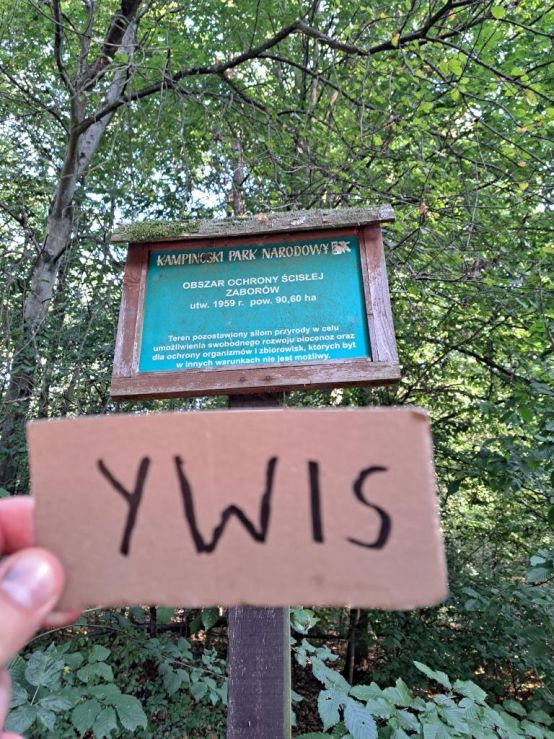 KAMPINOSKI PARK NARODOWY
OBSZAR OCHRONY ŚCISŁEJ
ZABORÓW
utw. 1959 r. pow. 90,60 ha
Teren pozostawiony siłom przyrody w celu
umożliwienia swobodnego rozwoju biocenoz oraz
dla ochrony organizmów i zbiorowisk, których byt
w innych warunkach nie jest możliwy.
YWIS